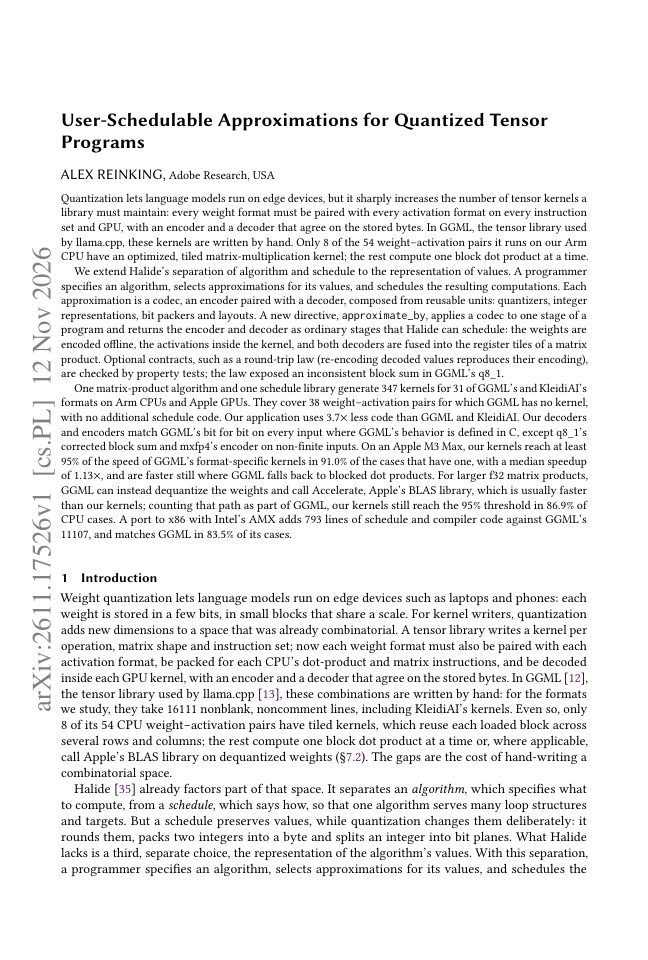 User-Schedulable Approximations for Quantized Tensor
Programs
ALEX REINKING, Adobe Research, USA
Quantization lets language models run on edge devices, but it sharply increases the number of tensor kernels a
library must maintain: every weight format must be paired with every activation format on every instruction
set and GPU, with an encoder and a decoder that agree on the stored bytes. In GGML, the tensor library used
by llama.cpp, these kernels are written by hand. Only 8 of the 54 weight–activation pairs it runs on our Arm
CPU have an optimized, tiled matrix-multiplication kernel; the rest compute one block dot product at a time.
We extend Halide's separation of algorithm and schedule to the representation of values. A programmer
specifies an algorithm, selects approximations for its values, and schedules the resulting computations. Each
approximation is a codec, an encoder paired with a decoder, composed from reusable units: quantizers, integer
representations, bit packers and layouts. A new directive, approximate_by, applies a codec to one stage of a
program and returns the encoder and decoder as ordinary stages that Halide can schedule: the weights are
encoded offline, the activations inside the kernel, and both decoders are fused into the register tiles of a matrix
product. Optional contracts, such as a round-trip law (re-encoding decoded values reproduces their encoding),
are checked by property tests; the law exposed an inconsistent block sum in GGML's q8_1.
One matrix-product algorithm and one schedule library generate 347 kernels for 31 of GGML's and KleidiAI's
formats on Arm CPUs and Apple GPUs. They cover 38 weight–activation pairs for which GGML has no kernel,
with no additional schedule code. Our application uses 3.7× less code than GGML and KleidiAI. Our decoders
and encoders match GGML's bit for bit on every input where GGML's behavior is defined in C, except q8_1's
corrected block sum and mxfp4's encoder on non-finite inputs. On an Apple M3 Max, our kernels reach at least
95% of the speed of GGML's format-specific kernels in 91.0% of the cases that have one, with a median speedup
of 1.13×, and are faster still where GGML falls back to blocked dot products. For larger f32 matrix products,
GGML can instead dequantize the weights and call Accelerate, Apple's BLAS library, which is usually faster
than our kernels; counting that path as part of GGML, our kernels still reach the 95% threshold in 86.9% of
CPU cases. A port to x86 with Intel's AMX adds 793 lines of schedule and compiler code against GGML's
11107, and matches GGML in 83.5% of its cases.
1 Introduction
Weight quantization lets language models run on edge devices such as laptops and phones: each
weight is stored in a few bits, in small blocks that share a scale. For kernel writers, quantization
adds new dimensions to a space that was already combinatorial. A tensor library writes a kernel per
operation, matrix shape and instruction set; now each weight format must also be paired with each
activation format, be packed for each CPU's dot-product and matrix instructions, and be decoded
inside each GPU kernel, with an encoder and a decoder that agree on the stored bytes. In GGML [12],
the tensor library used by llama.cpp [13], these combinations are written by hand: for the formats
we study, they take 16111 nonblank, noncomment lines, including KleidiAI's kernels. Even so, only
8 of its 54 CPU weight–activation pairs have tiled kernels, which reuse each loaded block across
several rows and columns; the rest compute one block dot product at a time or, where applicable,
call Apple's BLAS library on dequantized weights (§7.2). The gaps are the cost of hand-writing a
combinatorial space.
Halide [35] already factors part of that space. It separates an algorithm, which specifies what
to compute, from a schedule, which says how, so that one algorithm serves many loop structures
and targets. But a schedule preserves values, while quantization changes them deliberately: it
rounds them, packs two integers into a byte and splits an integer into bit planes. What Halide
lacks is a third, separate choice, the representation of the algorithm's values. With this separation,
a programmer specifies an algorithm, selects approximations for its values, and schedules the
arXiv:2611.17526v1 [cs.PL] 12 Nov 2026